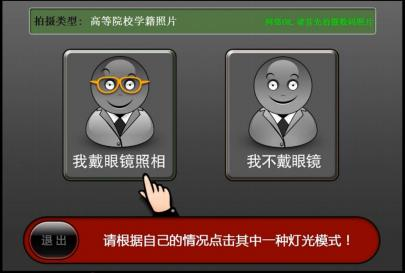 拍摄类型: 高等院校学籍照片
网络OK,请首先拍摄数码照片
我戴眼镜照相
我不戴眼镜
退出
请根据自己的情况点击其中一种灯光模式！